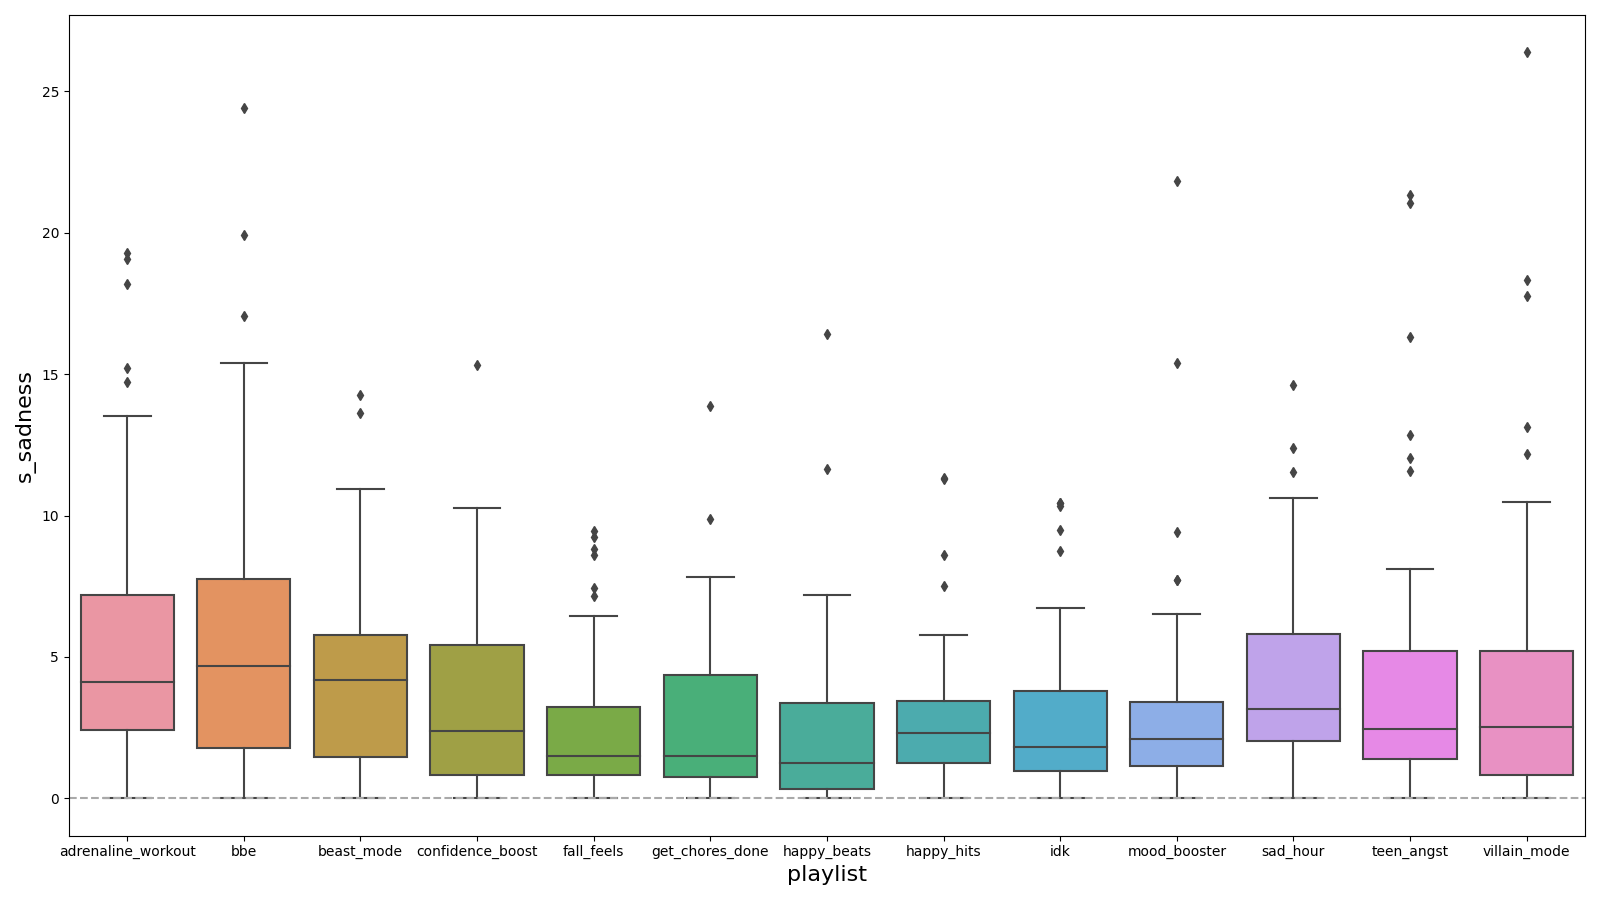 s_sadness
25
20
15
10
5
0
adrenaline_workout bbe beast_mode confidence_boost fall_feels get_chores_done happy_beats happy_hits idk mood_booster sad_hour teen_angst villain_mode
playlist